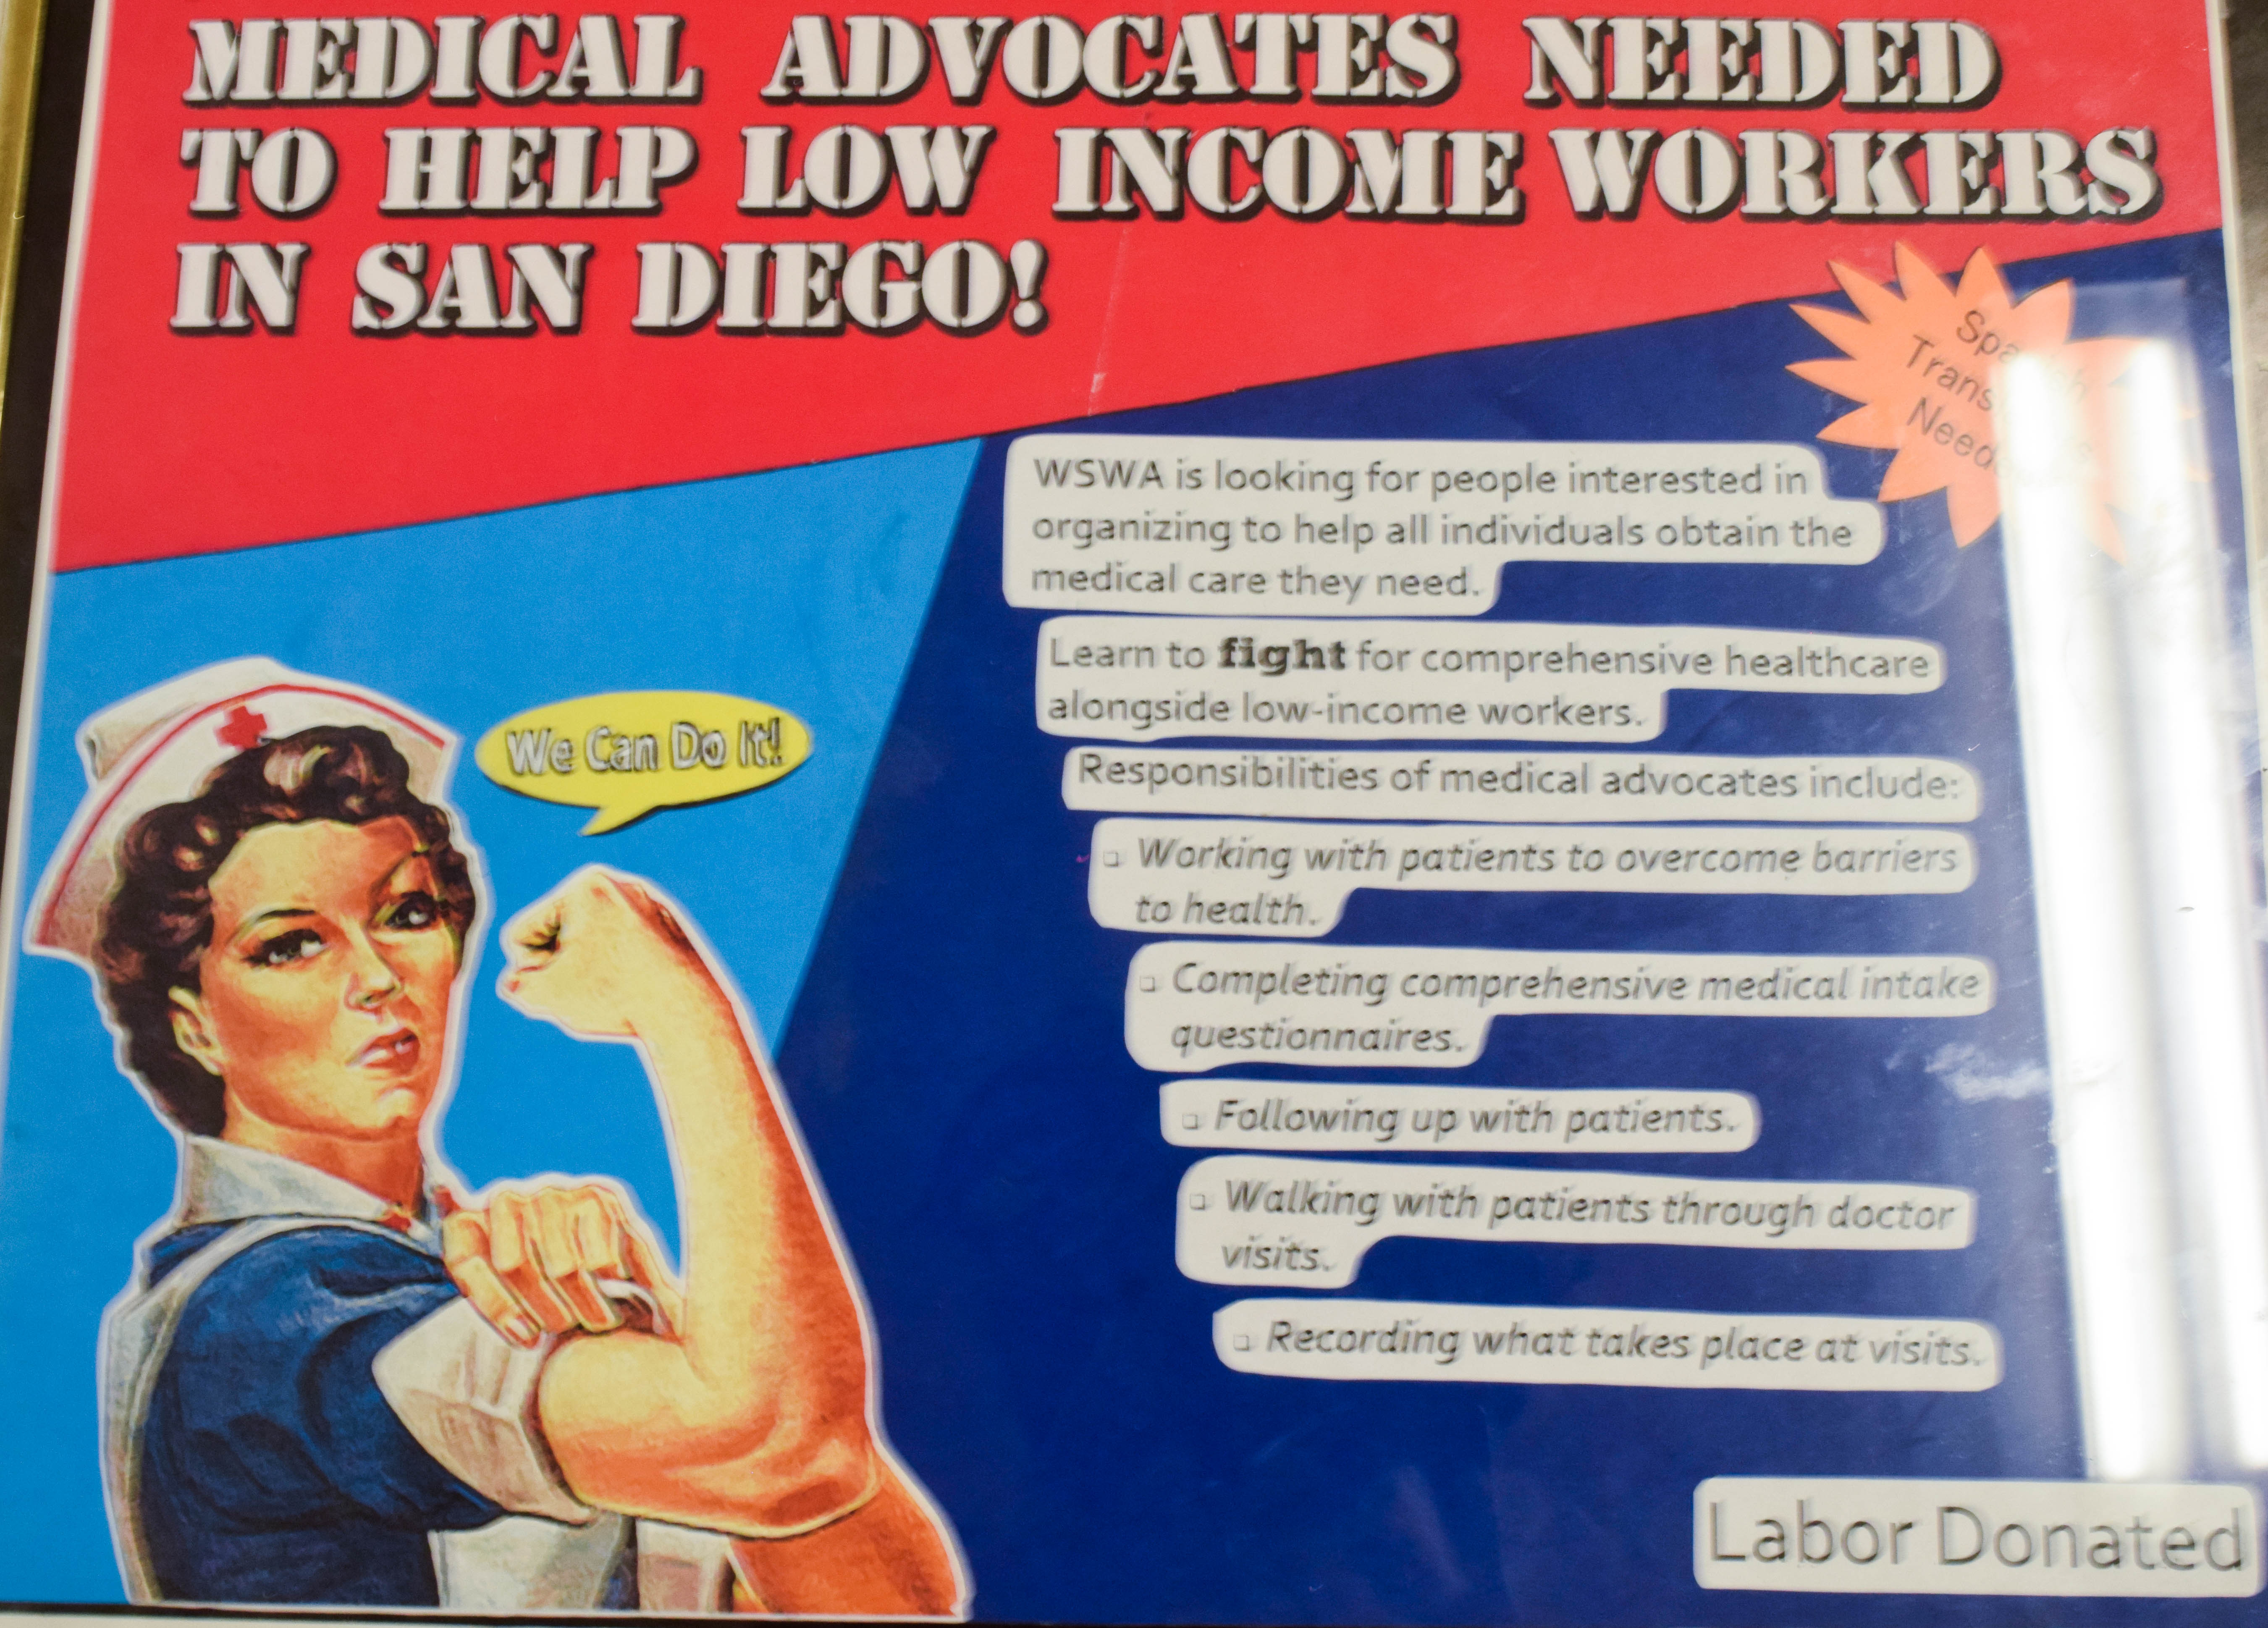 MEDICAL ADVOCATES NEEDED
TO HELP LOW INCOME WORKERS
IN SAN DIEGO!
WSWA is looking for people interested in
organizing to help all individuals obtain the
medical care they need.
Learn to fight for comprehensive healthcare
alongside low-income workers.
We Can Do It!
Responsibilities of medical advocates include:
Working with patients to overcome barriers
to health.
Completing comprehensive medical intake
questionnaires.
Following up with patients.
Walking with patients through doctor
visits.
Recording what takes place at visits.
Labor Donated